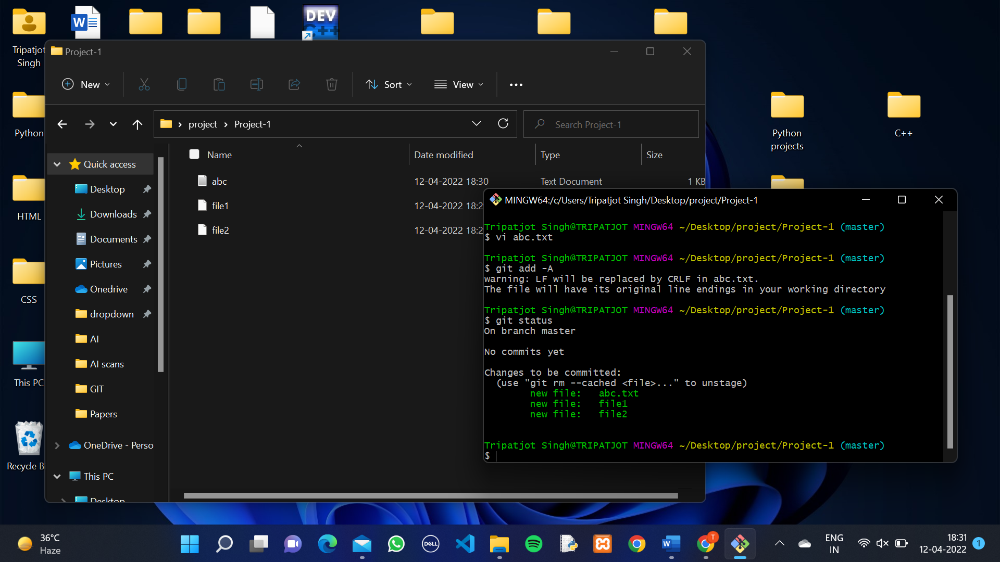 Tripatjot
Singh
Python
HTML
CSS
This PC
Recycle Bi
DEV
C++
Python
projects
C++
Project-1
New
Sort
View
project
Project-1
Search Project-1
Name
Date modified
Type
Size
abc
12-04-2022 18:30
Text Document
1 KB
file1
12-04-2022 18:2
file2
12-04-2022 18:2
Quick access
Desktop
Downloads
Documents
Pictures
Onedrive
dropdown
AI
AI scans
GIT
Papers
OneDrive - Perso
This PC
Desktop
MINGW64:/c/Users/Tripatjot Singh/Desktop/project/Project-1
Tripatjot Singh@TRIPATJOT MINGW64 ~/Desktop/project/Project-1 (master)
$ vi abc.txt
Tripatjot Singh@TRIPATJOT MINGW64 ~/Desktop/project/Project-1 (master)
$ git add -A
warning: LF will be replaced by CRLF in abc.txt.
The file will have its original line endings in your working directory
Tripatjot Singh@TRIPATJOT MINGW64 ~/Desktop/project/Project-1 (master)
$ git status
On branch master
No commits yet
Changes to be committed:
(use "git rm --cached <file>..." to unstage)
new file:   abc.txt
new file:   file1
new file:   file2
Tripatjot Singh@TRIPATJOT MINGW64 ~/Desktop/project/Project-1 (master)
$
36°C
Haze
DELL
T
ENG
IN
18:31
12-04-2022
1